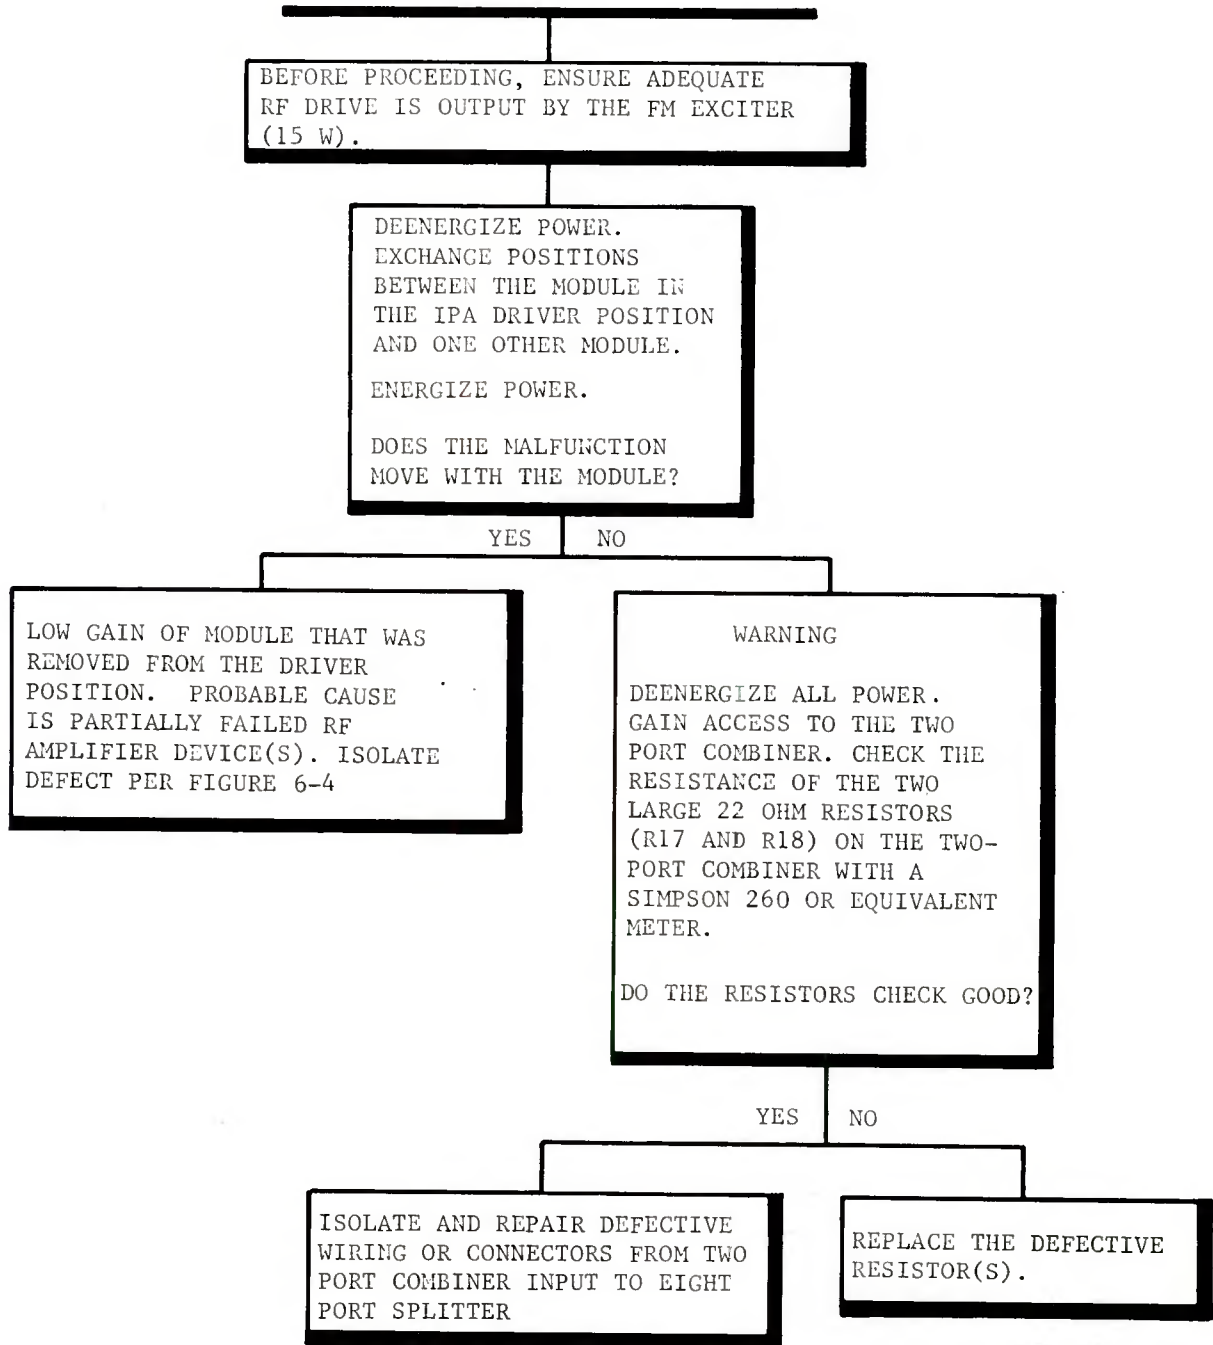 BEFORE PROCEEDING, ENSURE ADEQUATE
RF DRIVE IS OUTPUT BY THE FM EXCITER
(15 W).
DEENERGIZE POWER.
EXCHANGE POSITIONS
BETWEEN THE MODULE IN
THE IPA DRIVER POSITION
AND ONE OTHER MODULE.
ENERGIZE POWER.
DOES THE MALFUNCTION
MOVE WITH THE MODULE?
YES NO
LOW GAIN OF MODULE THAT WAS
REMOVED FROM THE DRIVER
POSITION. PROBABLE CAUSE
IS PARTIALLY FAILED RF
AMPLIFIER DEVICE(S). ISOLATE
DEFECT PER FIGURE 6-4
WARNING
DEENERGIZE ALL POWER.
GAIN ACCESS TO THE TWO
PORT COMBINER. CHECK THE
RESISTANCE OF THE TWO
LARGE 22 OHM RESISTORS
(R17 AND R18) ON THE TWO-
PORT COMBINER WITH A
SIMPSON 260 OR EQUIVALENT
METER.
DO THE RESISTORS CHECK GOOD?
YES NO
ISOLATE AND REPAIR DEFECTIVE
WIRING OR CONNECTORS FROM TWO
PORT COMBINER INPUT TO EIGHT
PORT SPLITTER
REPLACE THE DEFECTIVE
RESISTOR(S).